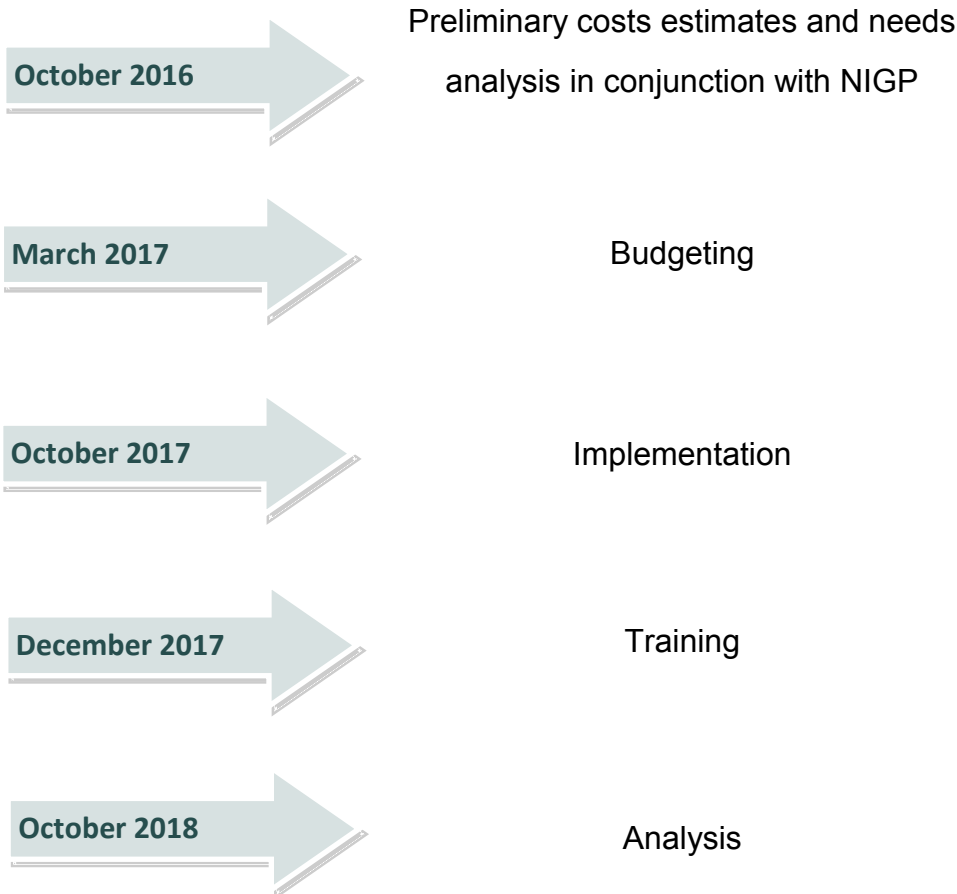 October 2016
Preliminary costs estimates and needs
analysis in conjunction with NIGP
March 2017
Budgeting
October 2017
Implementation
December 2017
Training
October 2018
Analysis